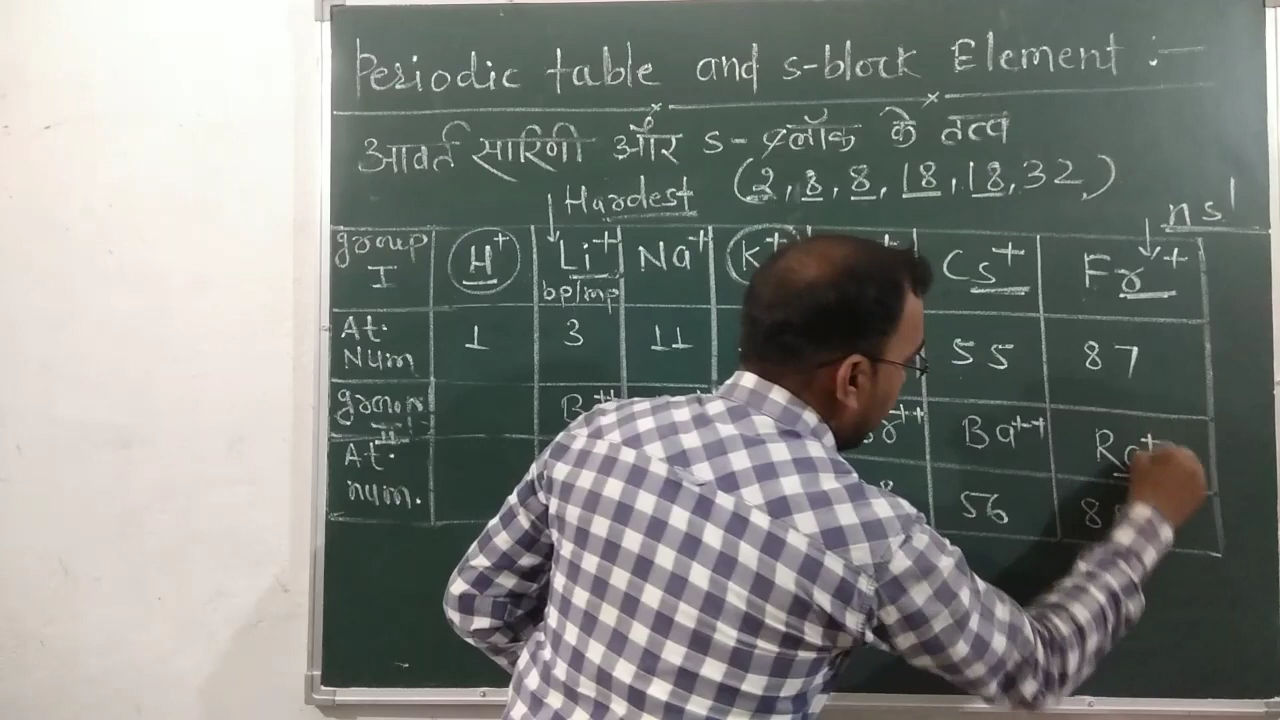 Periodic table and s-block Element :-
आवर्त सारिणी और s-ब्लॉक के तत्व
Hardest (2, 8, 8, 18, 18, 32,)
ns¹
group I H⁺ Li⁺ Na⁺ K⁺ Cs⁺ Fr⁺
bp/mp
At. Num 1 3 11 55 87
group II Ba⁺⁺
At. num. 56